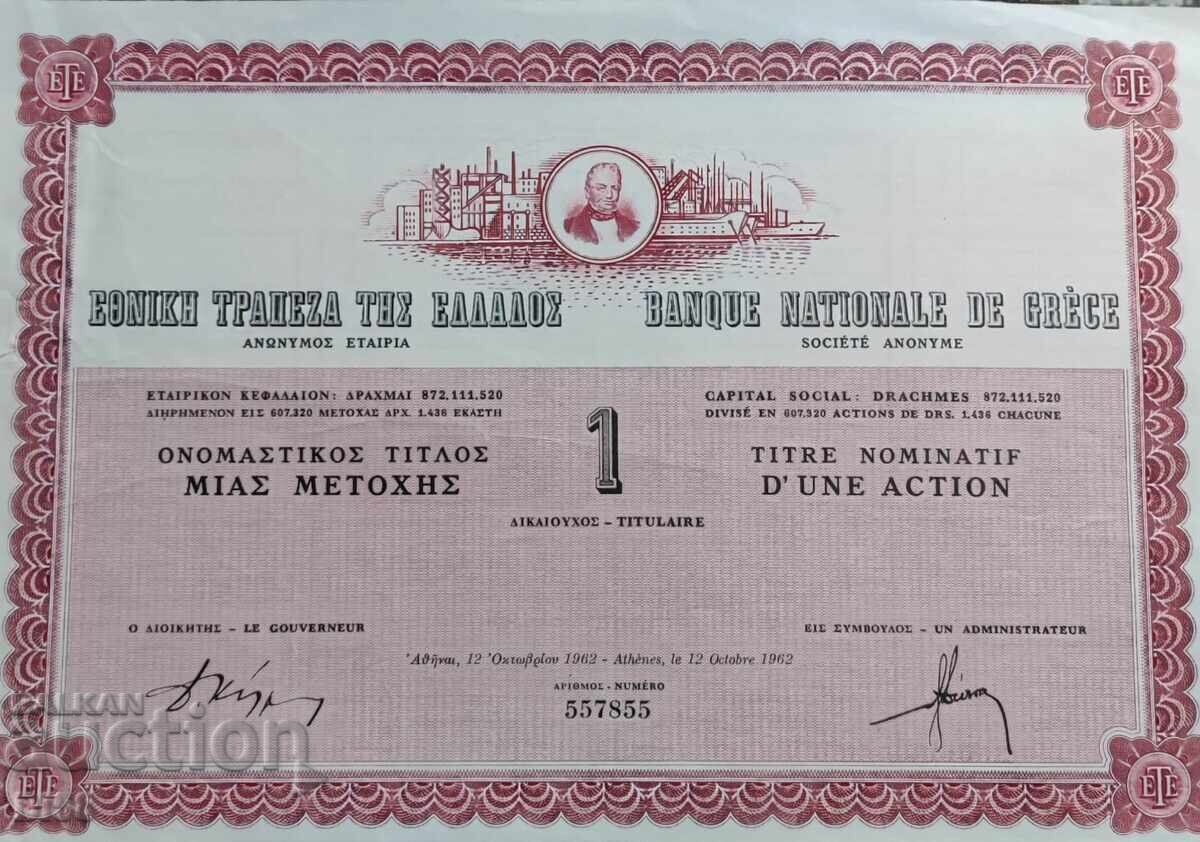 ΕΤΕ ΕΤΕ
ΕΘΝΙΚΗ ΤΡΑΠΕΖΑ ΤΗΣ ΕΛΛΑΔΟΣ
ΑΝΩΝΥΜΟΣ ΕΤΑΙΡΙΑ
BANQUE NATIONALE DE GRÈCE
SOCIÉTÉ ANONYME
ΕΤΑΙΡΙΚΟΝ ΚΕΦΑΛΑΙΟΝ: ΔΡΑΧΜΑΙ 872.111.520
ΔΙΗΡΗΜΕΝΟΝ ΕΙΣ 607.320 ΜΕΤΟΧΑΣ ΔΡΧ. 1.436 ΕΚΑΣΤΗ
CAPITAL SOCIAL: DRACHMES 872.111.520
DIVISÉ EN 607.320 ACTIONS DE DRS. 1.436 CHACUNE
ΟΝΟΜΑΣΤΙΚΟΣ ΤΙΤΛΟΣ
ΜΙΑΣ ΜΕΤΟΧΗΣ
1
TITRE NOMINATIF
D'UNE ACTION
ΔΙΚΑΙΟΥΧΟΣ – TITULAIRE
Ο ΔΙΟΙΚΗΤΗΣ – LE GOUVERNEUR
ΕΙΣ ΣΥΜΒΟΥΛΟΣ – UN ADMINISTRATEUR
Ἀθῆναι, 12 Ὀκτωβρίου 1962 - Athènes, le 12 Octobre 1962
ΑΡΙΘΜΟΣ - NUMÉRO
557855
BALKAN
auction
ΕΤΕ ΕΤΕ